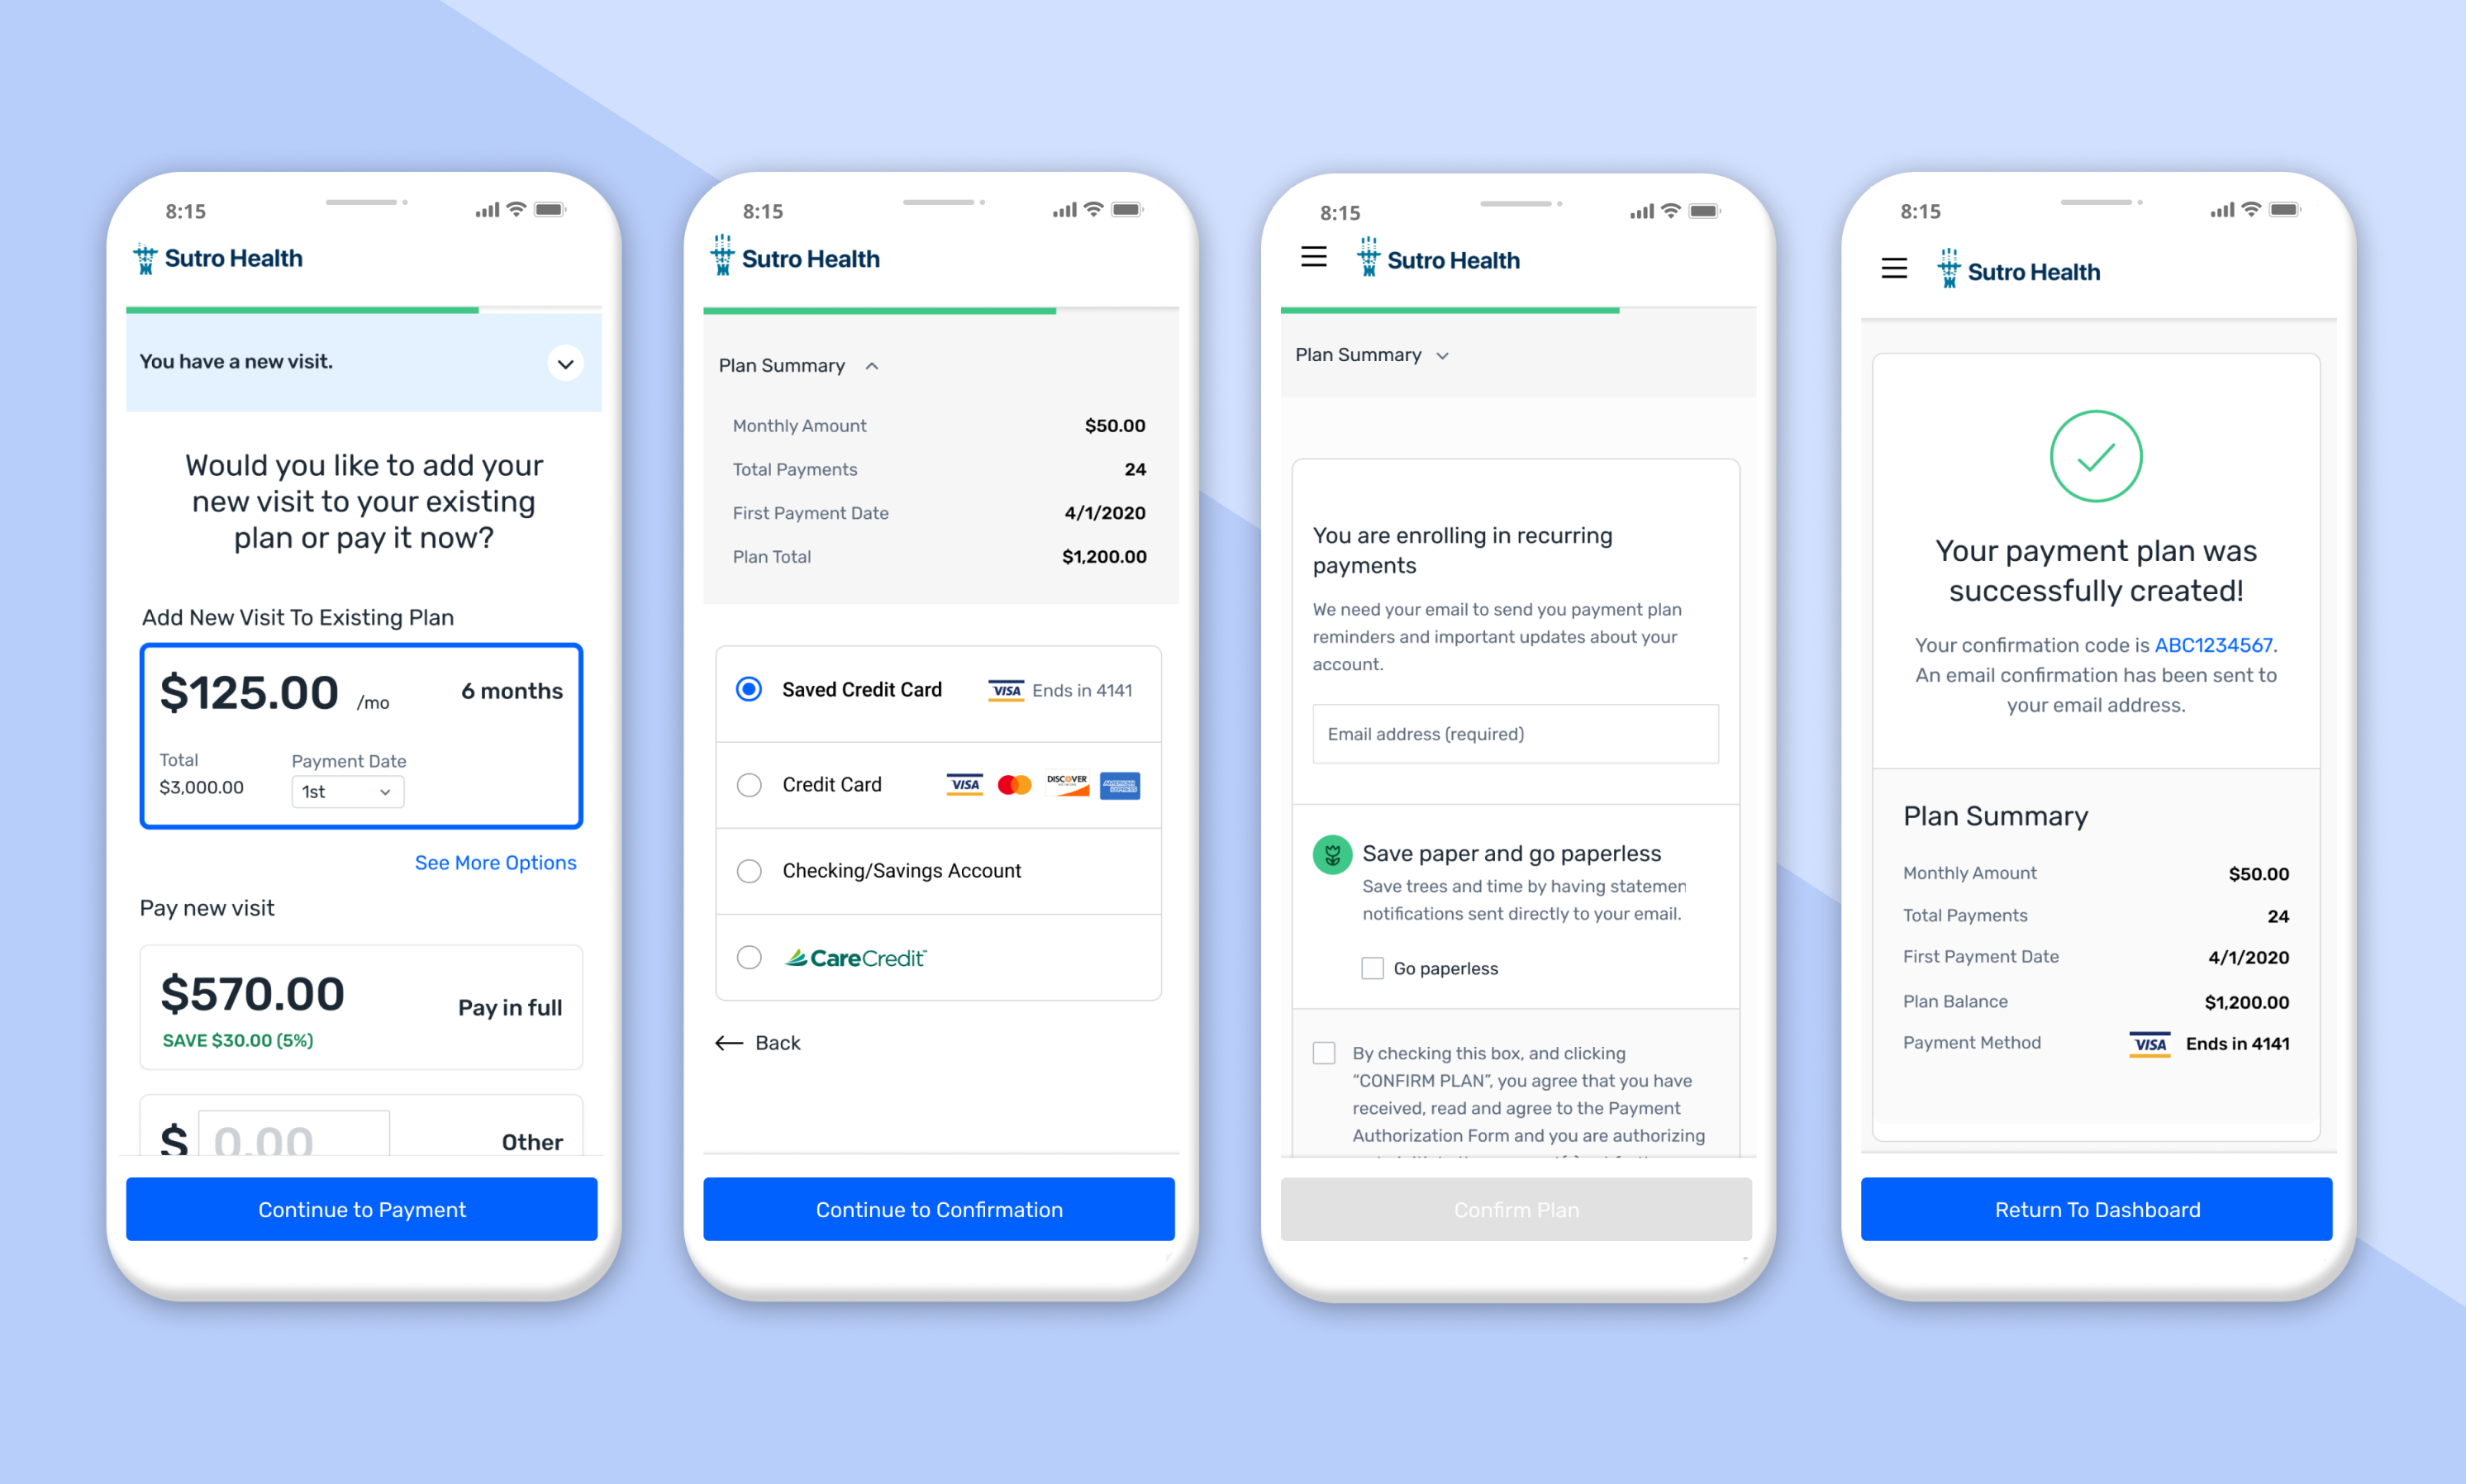 8:15
Sutro Health
You have a new visit.
Would you like to add your
new visit to your existing
plan or pay it now?
Add New Visit To Existing Plan
$125.00 /mo 6 months
Total Payment Date
$3,000.00 1st
See More Options
Pay new visit
$570.00 Pay in full
SAVE $30.00 (5%)
$ 0.00 Other
Continue to Payment
8:15
Sutro Health
Plan Summary
Monthly Amount $50.00
Total Payments 24
First Payment Date 4/1/2020
Plan Total $1,200.00
Saved Credit Card VISA Ends in 4141
Credit Card VISA DISCOVER AMERICAN EXPRESS
Checking/Savings Account
CareCredit
Back
Continue to Confirmation
8:15
Sutro Health
Plan Summary
You are enrolling in recurring
payments
We need your email to send you payment plan
reminders and important updates about your
account.
Email address (required)
Save paper and go paperless
Save trees and time by having statemen
notifications sent directly to your email.
Go paperless
By checking this box, and clicking
“CONFIRM PLAN”, you agree that you have
received, read and agree to the Payment
Authorization Form and you are authorizing
Confirm Plan
8:15
Sutro Health
Your payment plan was
successfully created!
Your confirmation code is ABC1234567.
An email confirmation has been sent to
your email address.
Plan Summary
Monthly Amount $50.00
Total Payments 24
First Payment Date 4/1/2020
Plan Balance $1,200.00
Payment Method VISA Ends in 4141
Return To Dashboard